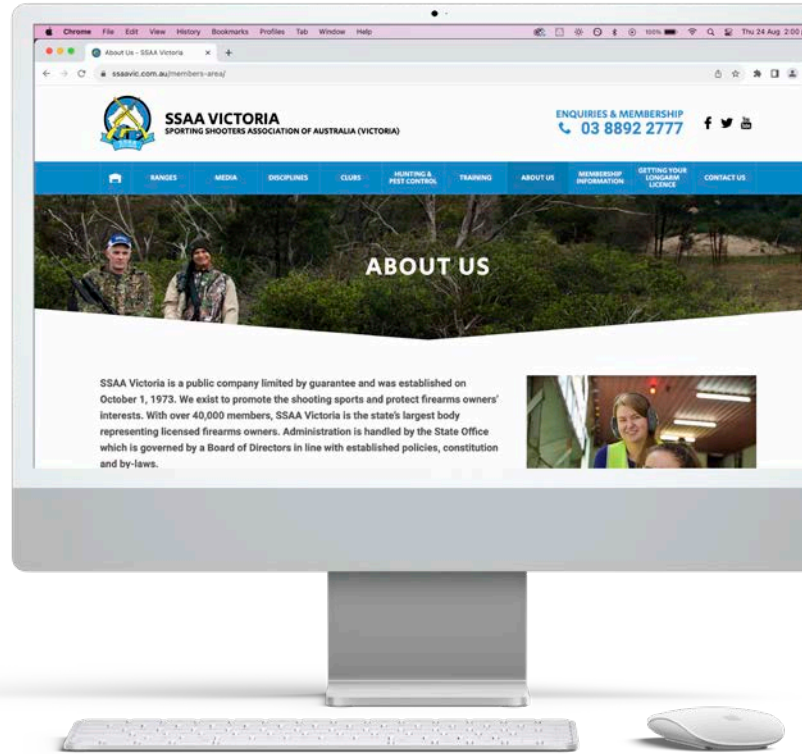 Chrome File Edit View History Bookmarks Profiles Tab Window Help 100% Thu 24 Aug 2:00
About Us - SSAA Victoria
ssaavic.com.au/members-area/
SSAA VICTORIA
SPORTING SHOOTERS ASSOCIATION OF AUSTRALIA (VICTORIA)
ENQUIRIES & MEMBERSHIP
03 8892 2777
RANGES MEDIA DISCIPLINES CLUBS HUNTING & PEST CONTROL TRAINING ABOUT US MEMBERSHIP INFORMATION GETTING YOUR LONGARM LICENCE CONTACT US
ABOUT US
SSAA Victoria is a public company limited by guarantee and was established on
October 1, 1973. We exist to promote the shooting sports and protect firearms owners'
interests. With over 40,000 members, SSAA Victoria is the state's largest body
representing licensed firearms owners. Administration is handled by the State Office
which is governed by a Board of Directors in line with established policies, constitution
and by-laws.